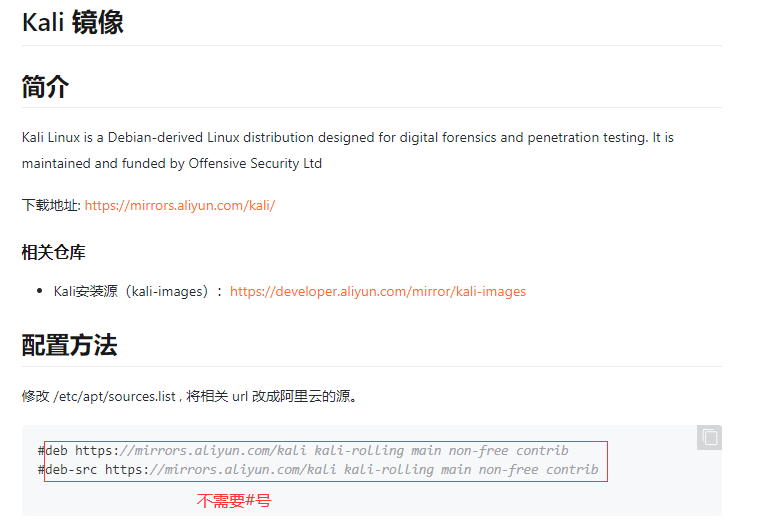 Kali 镜像
简介
Kali Linux is a Debian-derived Linux distribution designed for digital forensics and penetration testing. It is
maintained and funded by Offensive Security Ltd
下载地址: https://mirrors.aliyun.com/kali/
相关仓库
• Kali安装源（kali-images）：https://developer.aliyun.com/mirror/kali-images
配置方法
修改 /etc/apt/sources.list , 将相关 url 改成阿里云的源。
#deb https://mirrors.aliyun.com/kali kali-rolling main non-free contrib
#deb-src https://mirrors.aliyun.com/kali kali-rolling main non-free contrib
不需要#号